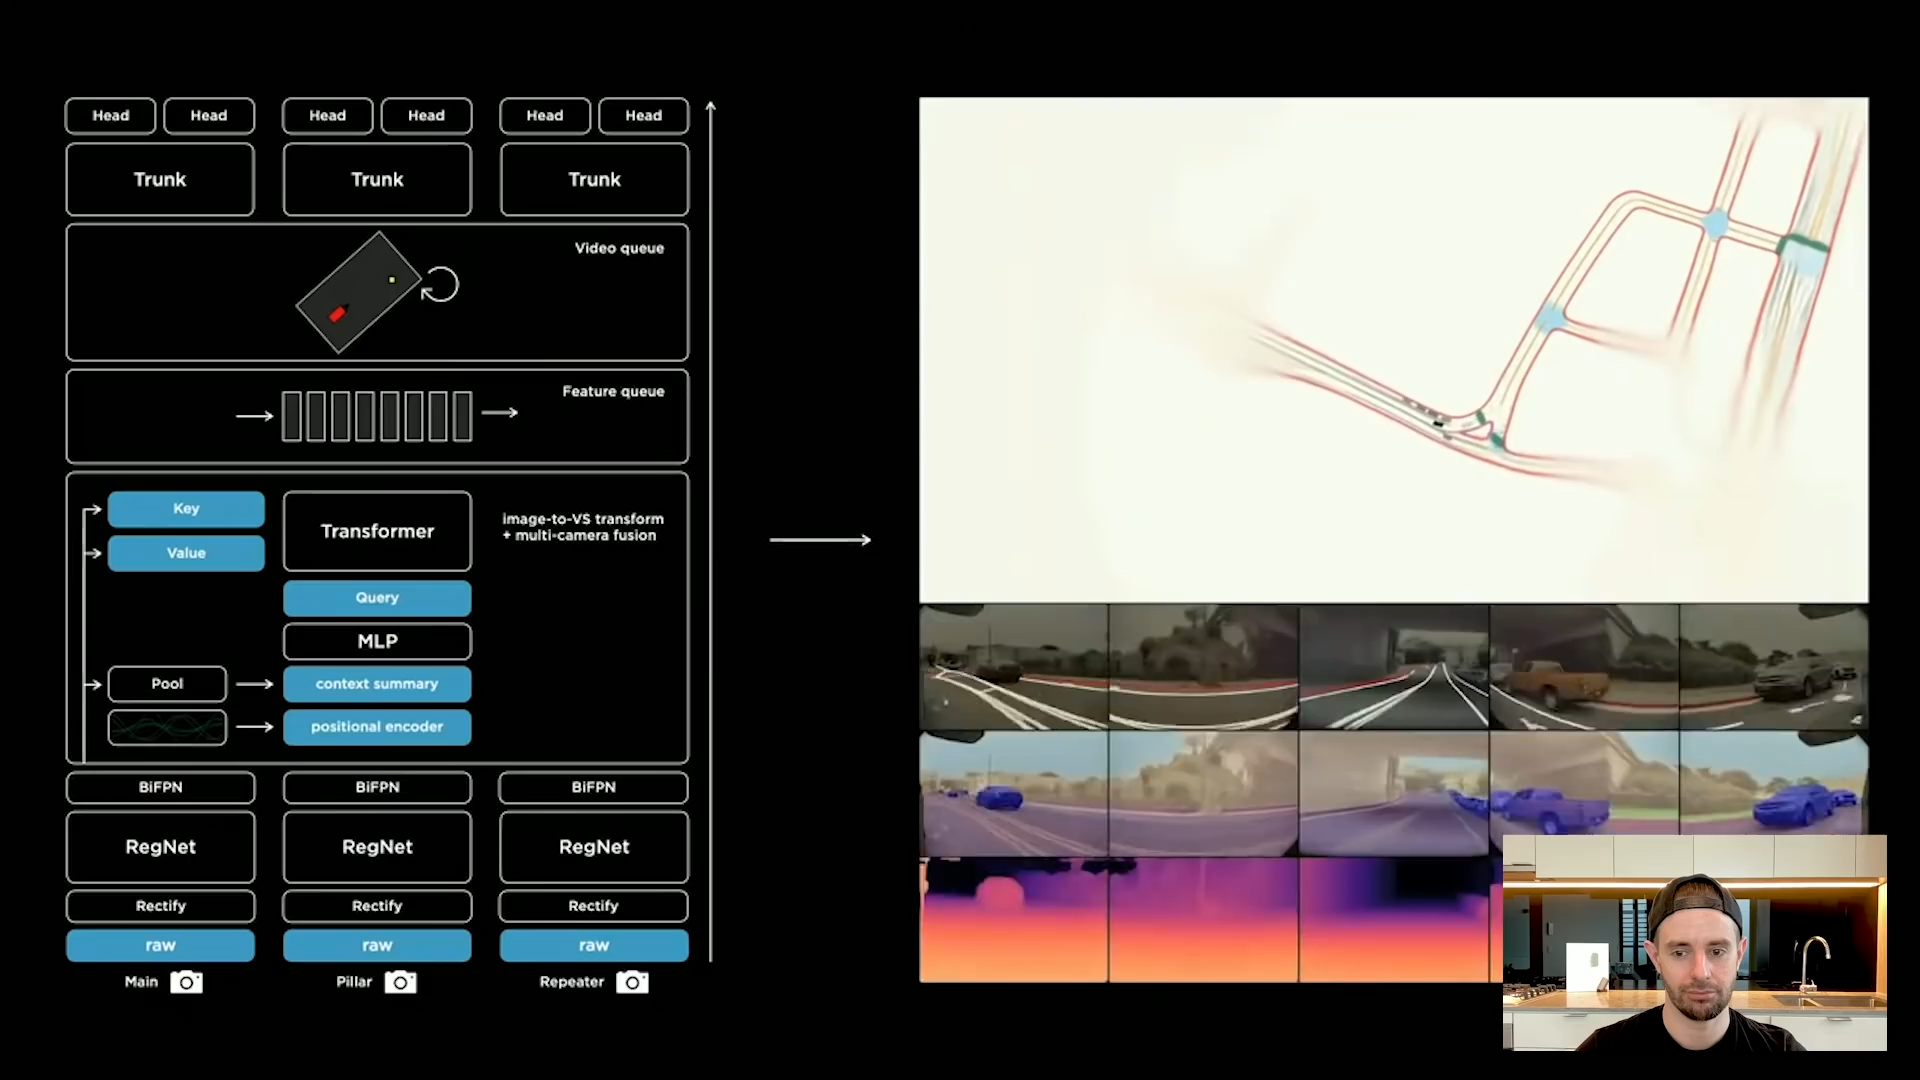 Head Head Head Head Head Head
Trunk Trunk Trunk
Video queue
Feature queue
Key
Value
Transformer
image-to-VS transform
+ multi-camera fusion
Query
MLP
Pool
context summary
positional encoder
BiFPN BiFPN BiFPN
RegNet RegNet RegNet
Rectify Rectify Rectify
raw raw raw
Main Pillar Repeater